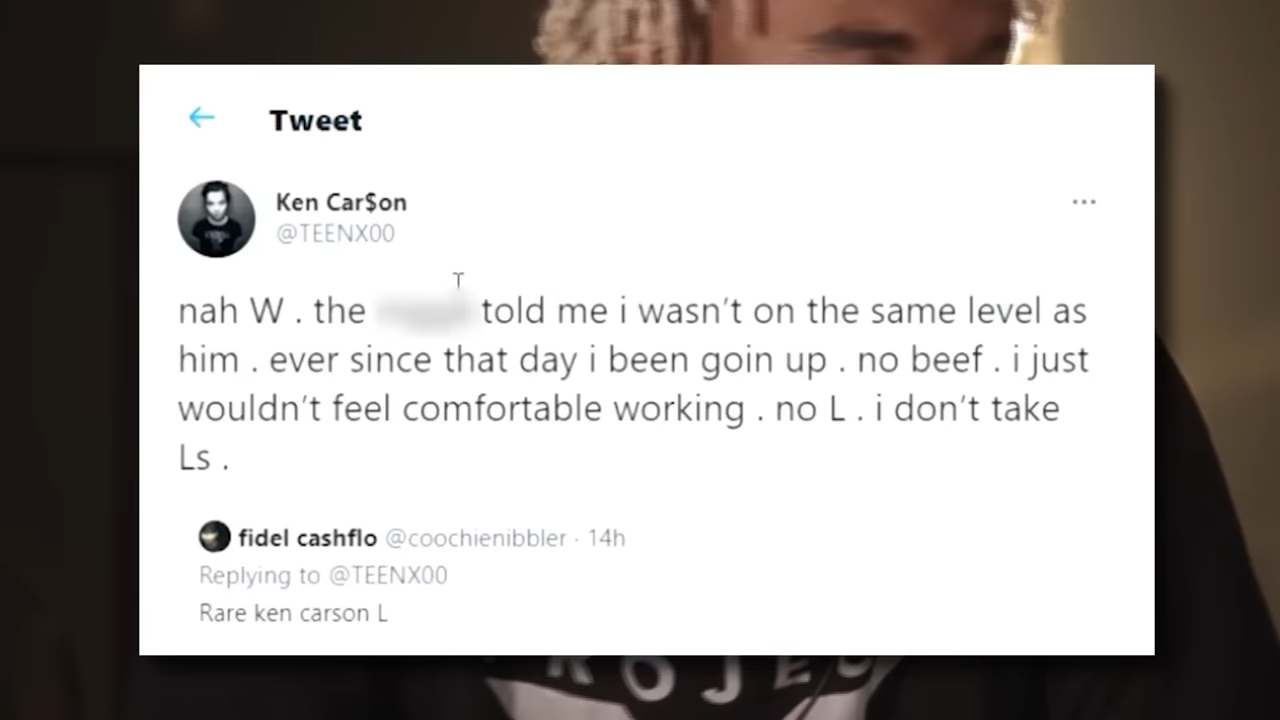 Tweet
Ken Car$on
@TEENX00
nah W . the told me i wasn't on the same level as
him . ever since that day i been goin up . no beef . i just
wouldn't feel comfortable working . no L . i don't take
Ls .
fidel cashflo @coochienibbler · 14h
Replying to @TEENX00
Rare ken carson L
ROJEC